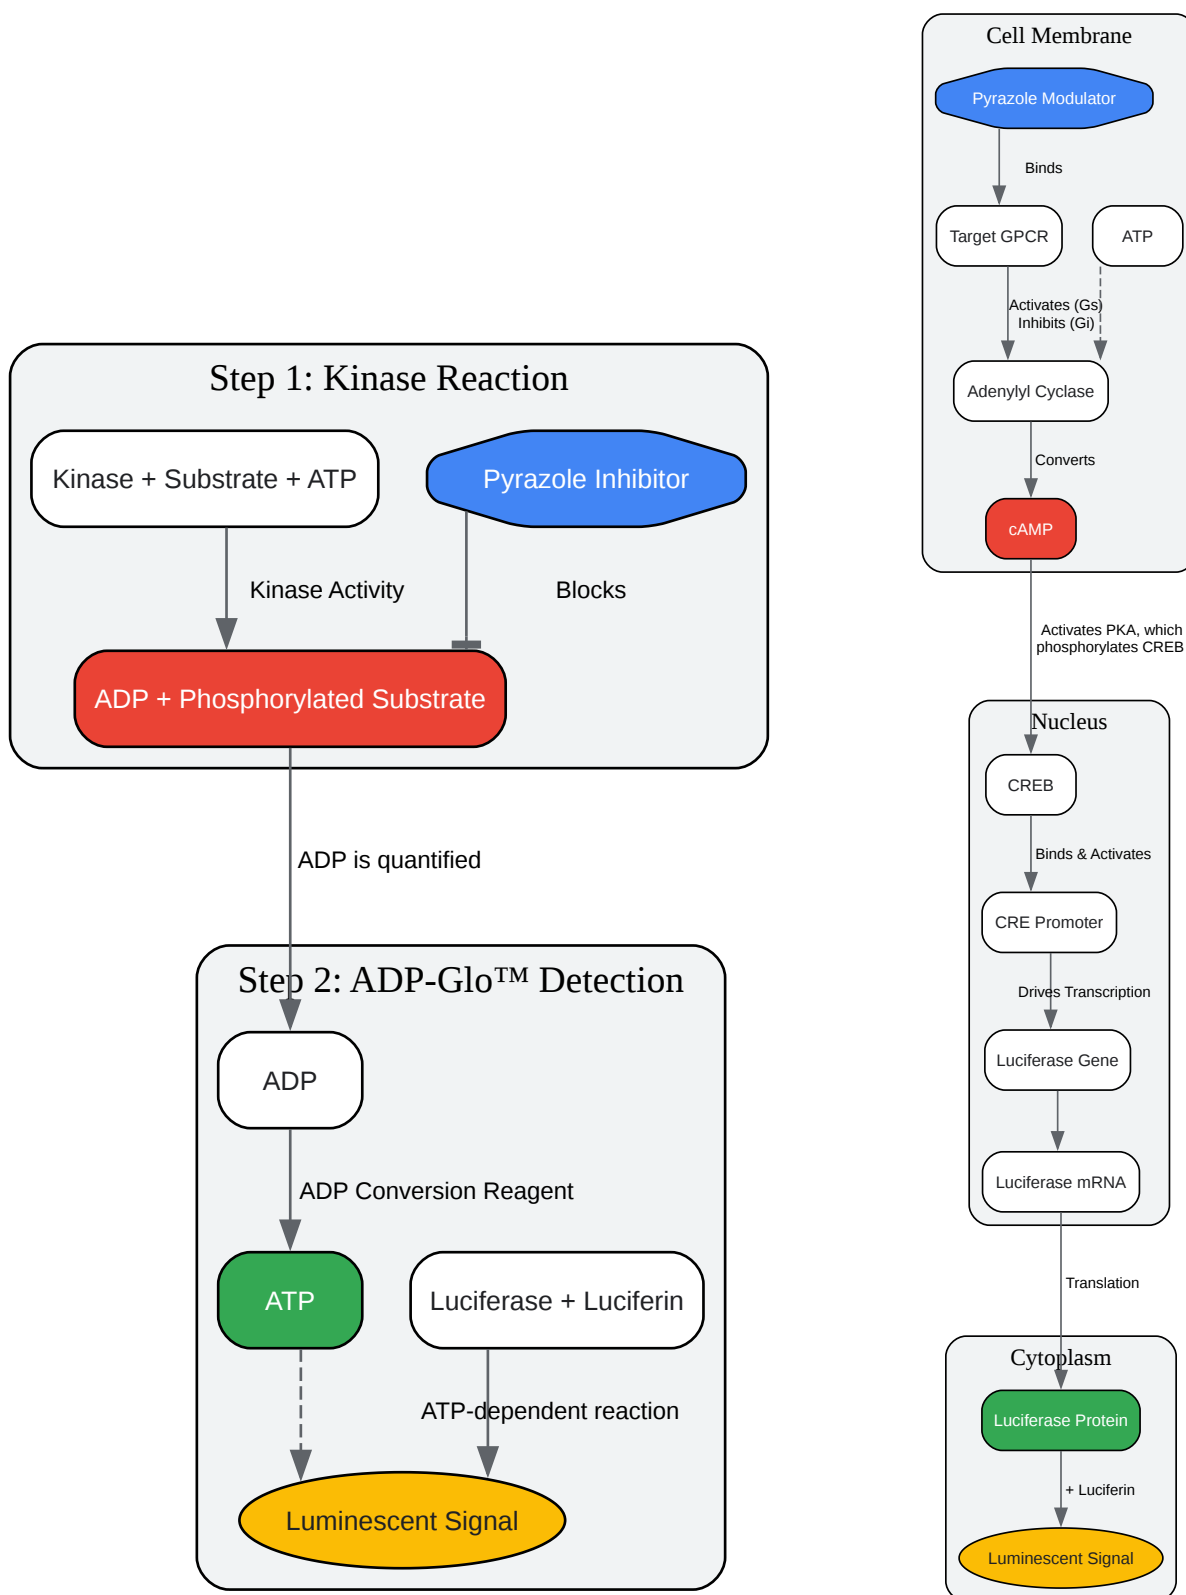 Step 1: Kinase Reaction
Kinase + Substrate + ATP
Pyrazole Inhibitor
Kinase Activity
Blocks
ADP + Phosphorylated Substrate
ADP is quantified
Step 2: ADP-Glo™ Detection
ADP
ADP Conversion Reagent
ATP
Luciferase + Luciferin
ATP-dependent reaction
Luminescent Signal
Cell Membrane
Pyrazole Modulator
Binds
Target GPCR
ATP
Activates (Gs)
Inhibits (Gi)
Adenylyl Cyclase
Converts
cAMP
Activates PKA, which
phosphorylates CREB
Nucleus
CREB
Binds & Activates
CRE Promoter
Drives Transcription
Luciferase Gene
Luciferase mRNA
Translation
Cytoplasm
Luciferase Protein
+ Luciferin
Luminescent Signal